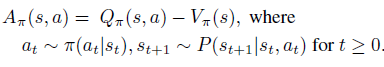 A_π(s, a) = Q_π(s, a) − V_π(s), where
a_t ∼ π(a_t|s_t), s_{t+1} ∼ P(s_{t+1}|s_t, a_t) for t ≥ 0.